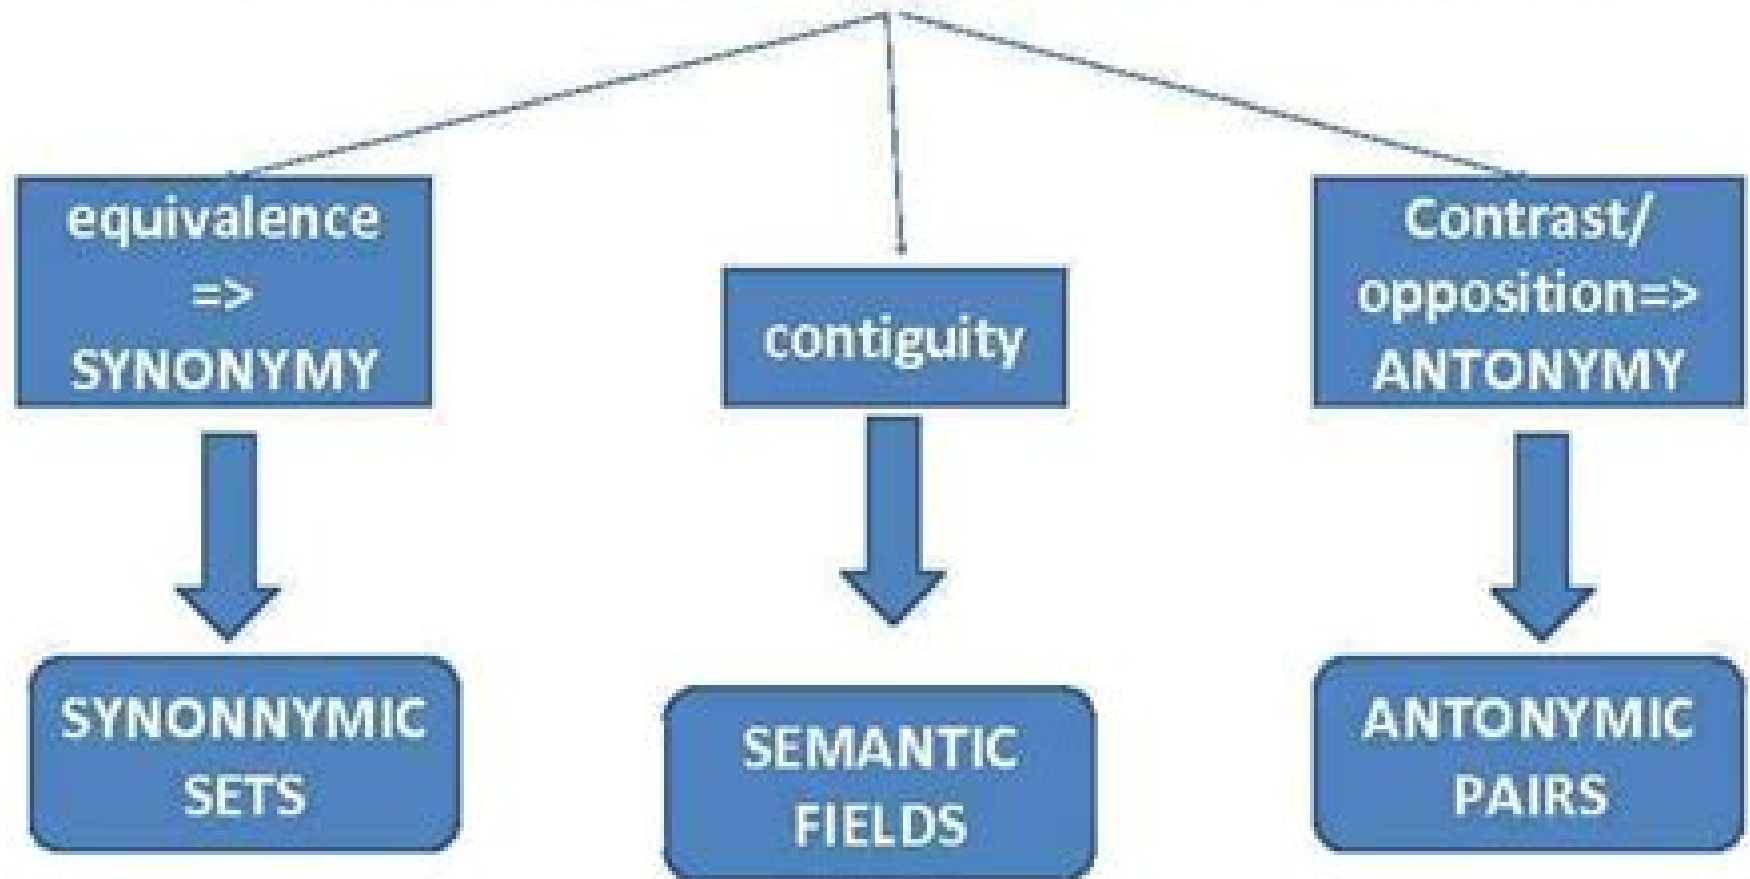 equivalence
=>
SYNONYMY
contiguity
Contrast/
opposition=>
ANTONYMY
SYNONNYMIC
SETS
SEMANTIC
FIELDS
ANTONYMIC
PAIRS